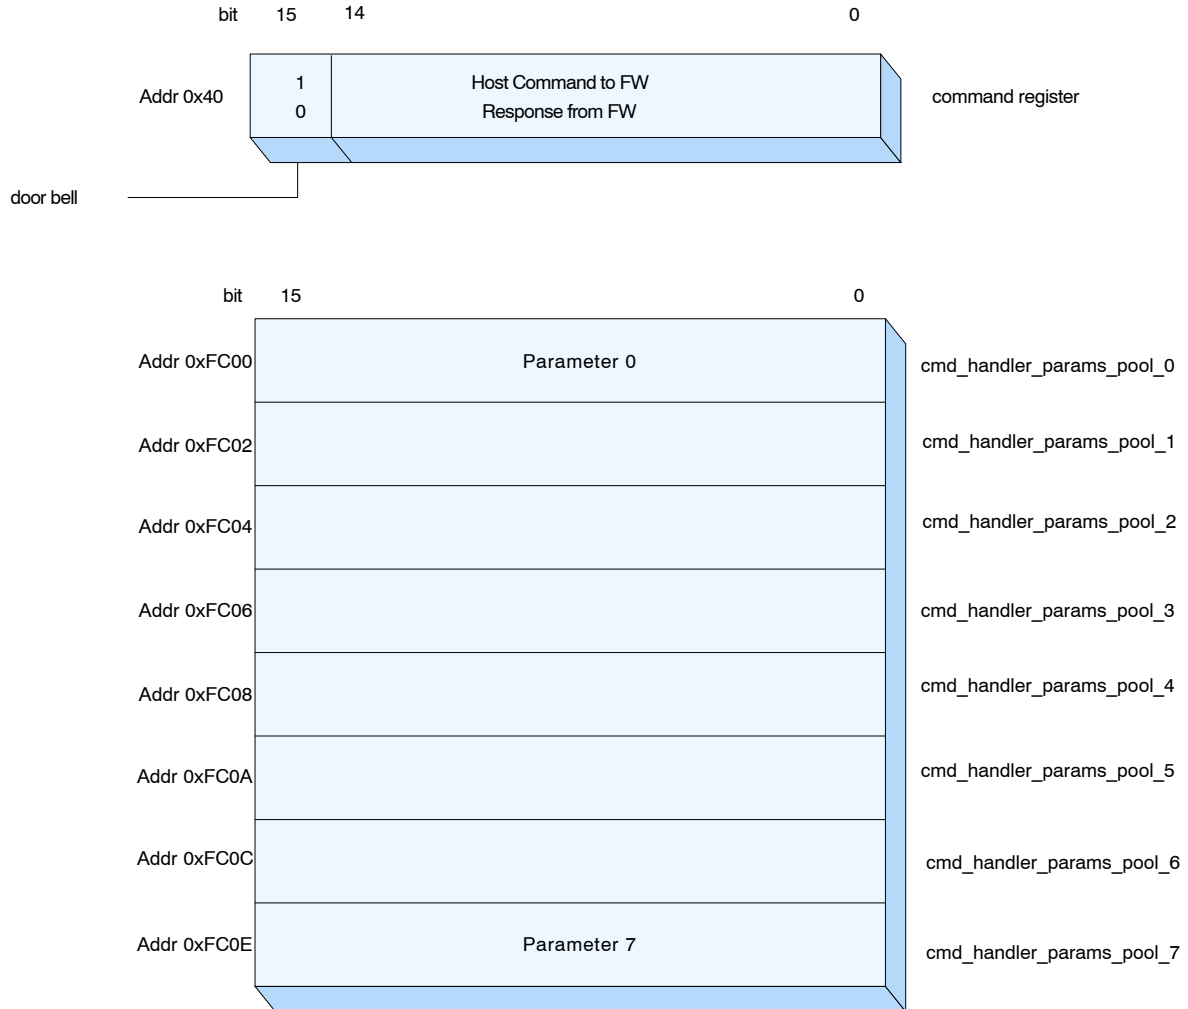 bit 15 14 0
Addr 0x40 1 Host Command to FW command register
0 Response from FW
door bell
bit 15 0
Addr 0xFC00 Parameter 0 cmd_handler_params_pool_0
Addr 0xFC02 cmd_handler_params_pool_1
Addr 0xFC04 cmd_handler_params_pool_2
Addr 0xFC06 cmd_handler_params_pool_3
Addr 0xFC08 cmd_handler_params_pool_4
Addr 0xFC0A cmd_handler_params_pool_5
Addr 0xFC0C cmd_handler_params_pool_6
Addr 0xFC0E Parameter 7 cmd_handler_params_pool_7